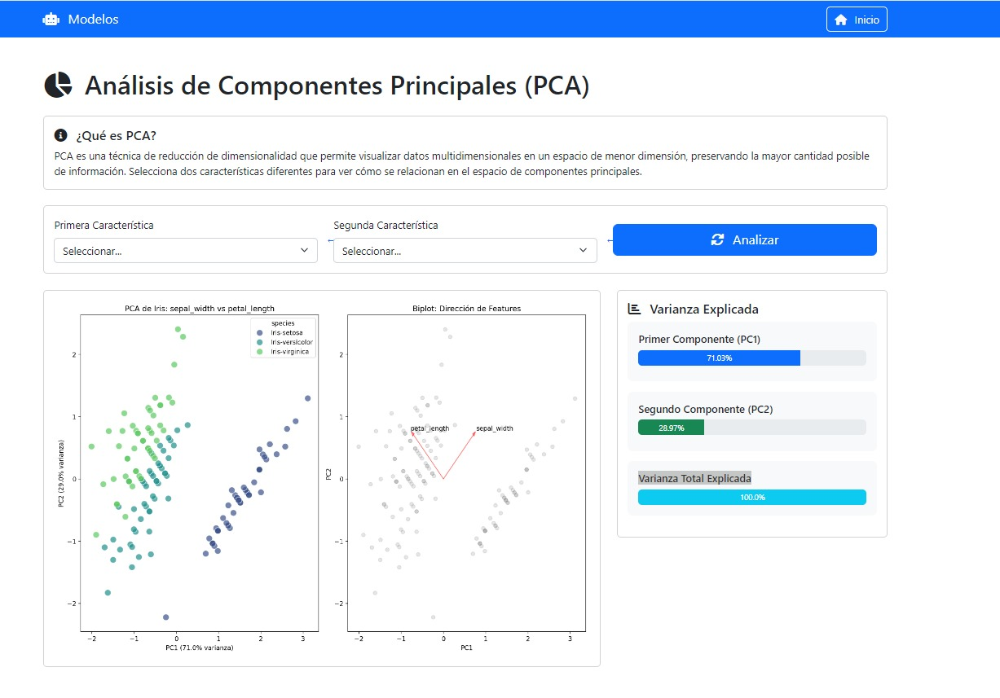 Modelos
Inicio
Análisis de Componentes Principales (PCA)
¿Qué es PCA?
PCA es una técnica de reducción de dimensionalidad que permite visualizar datos multidimensionales en un espacio de menor dimensión, preservando la mayor cantidad posible
de información. Selecciona dos características diferentes para ver cómo se relacionan en el espacio de componentes principales.
Primera Característica
Segunda Característica
Seleccionar...
←
Seleccionar...
←
Analizar
PCA de Iris: sepal_width vs petal_length
species
Iris-setosa
Iris-versicolor
Iris-virginica
PC2 (29.0% varianza)
2
1
0
−1
−2
−2
−1
0
1
2
3
PC1 (71.0% varianza)
Biplot: Dirección de Features
petal_length
sepal_width
PC2
2
1
0
−1
−2
−2
−1
0
1
2
3
PC1
Varianza Explicada
Primer Componente (PC1)
71.03%
Segundo Componente (PC2)
28.97%
Varianza Total Explicada
100.0%